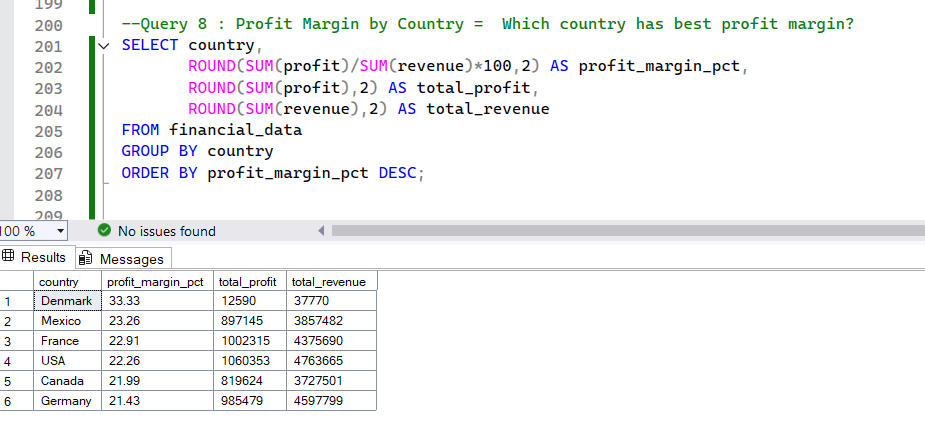 199
200 --Query 8 : Profit Margin by Country =  Which country has best profit margin?
201 SELECT country,
202 ROUND(SUM(profit)/SUM(revenue)*100,2) AS profit_margin_pct,
203 ROUND(SUM(profit),2) AS total_profit,
204 ROUND(SUM(revenue),2) AS total_revenue
205 FROM financial_data
206 GROUP BY country
207 ORDER BY profit_margin_pct DESC;
208
209
100 % No issues found
Results Messages
country profit_margin_pct total_profit total_revenue
1 Denmark 33.33 12590 37770
2 Mexico 23.26 897145 3857482
3 France 22.91 1002315 4375690
4 USA 22.26 1060353 4763665
5 Canada 21.99 819624 3727501
6 Germany 21.43 985479 4597799